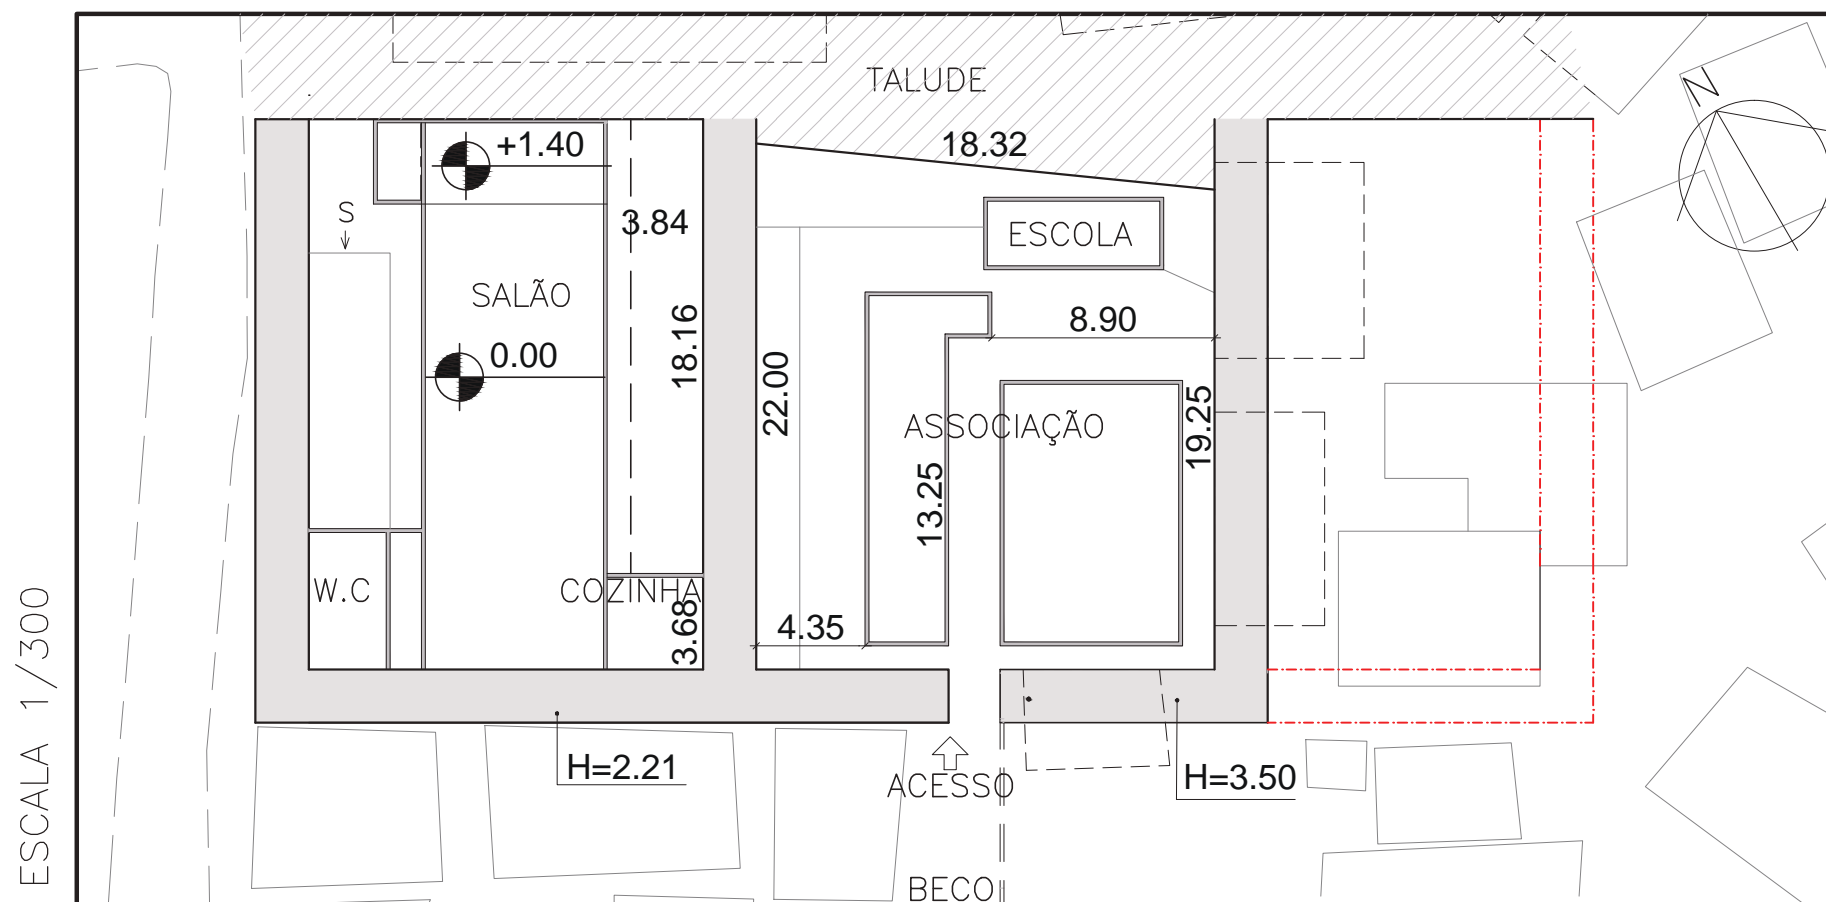 TALUDE
N
+1.40
18.32
S
3.84
ESCOLA
SALÃO
8.90
0.00
18.16
22.00
ASSOCIAÇÃO
19.25
13.25
W.C
COZINHA
3.68
4.35
H=2.21
ACESSO
H=3.50
BECO
ESCALA 1/300